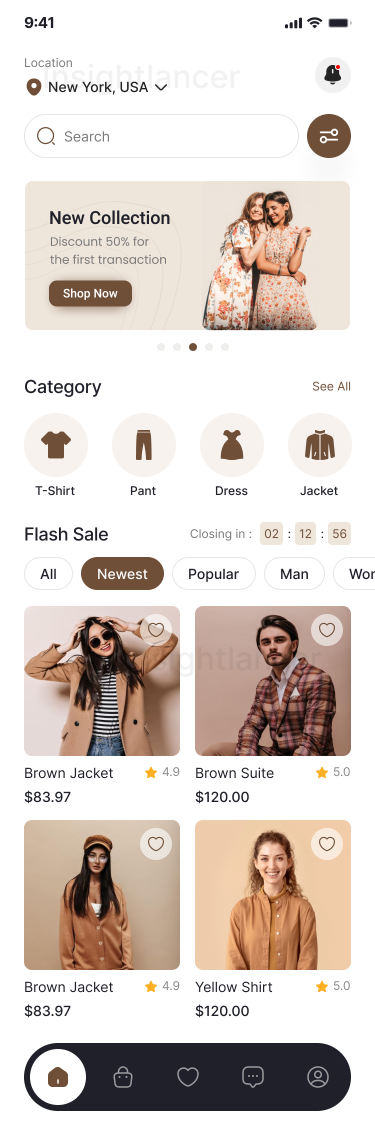 9:41
Location
Insightlancer
New York, USA
Search
New Collection
Discount 50% for
the first transaction
Shop Now
Category See All
T-Shirt Pant Dress Jacket
Flash Sale Closing in : 02 : 12 : 56
All Newest Popular Man Wor
Brown Jacket 4.9 Brown Suite 5.0
$83.97 $120.00
Brown Jacket 4.9 Yellow Shirt 5.0
$83.97 $120.00